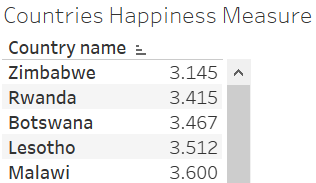 Countries Happiness Measure
Country name
Zimbabwe 3.145
Rwanda 3.415
Botswana 3.467
Lesotho 3.512
Malawi 3.600